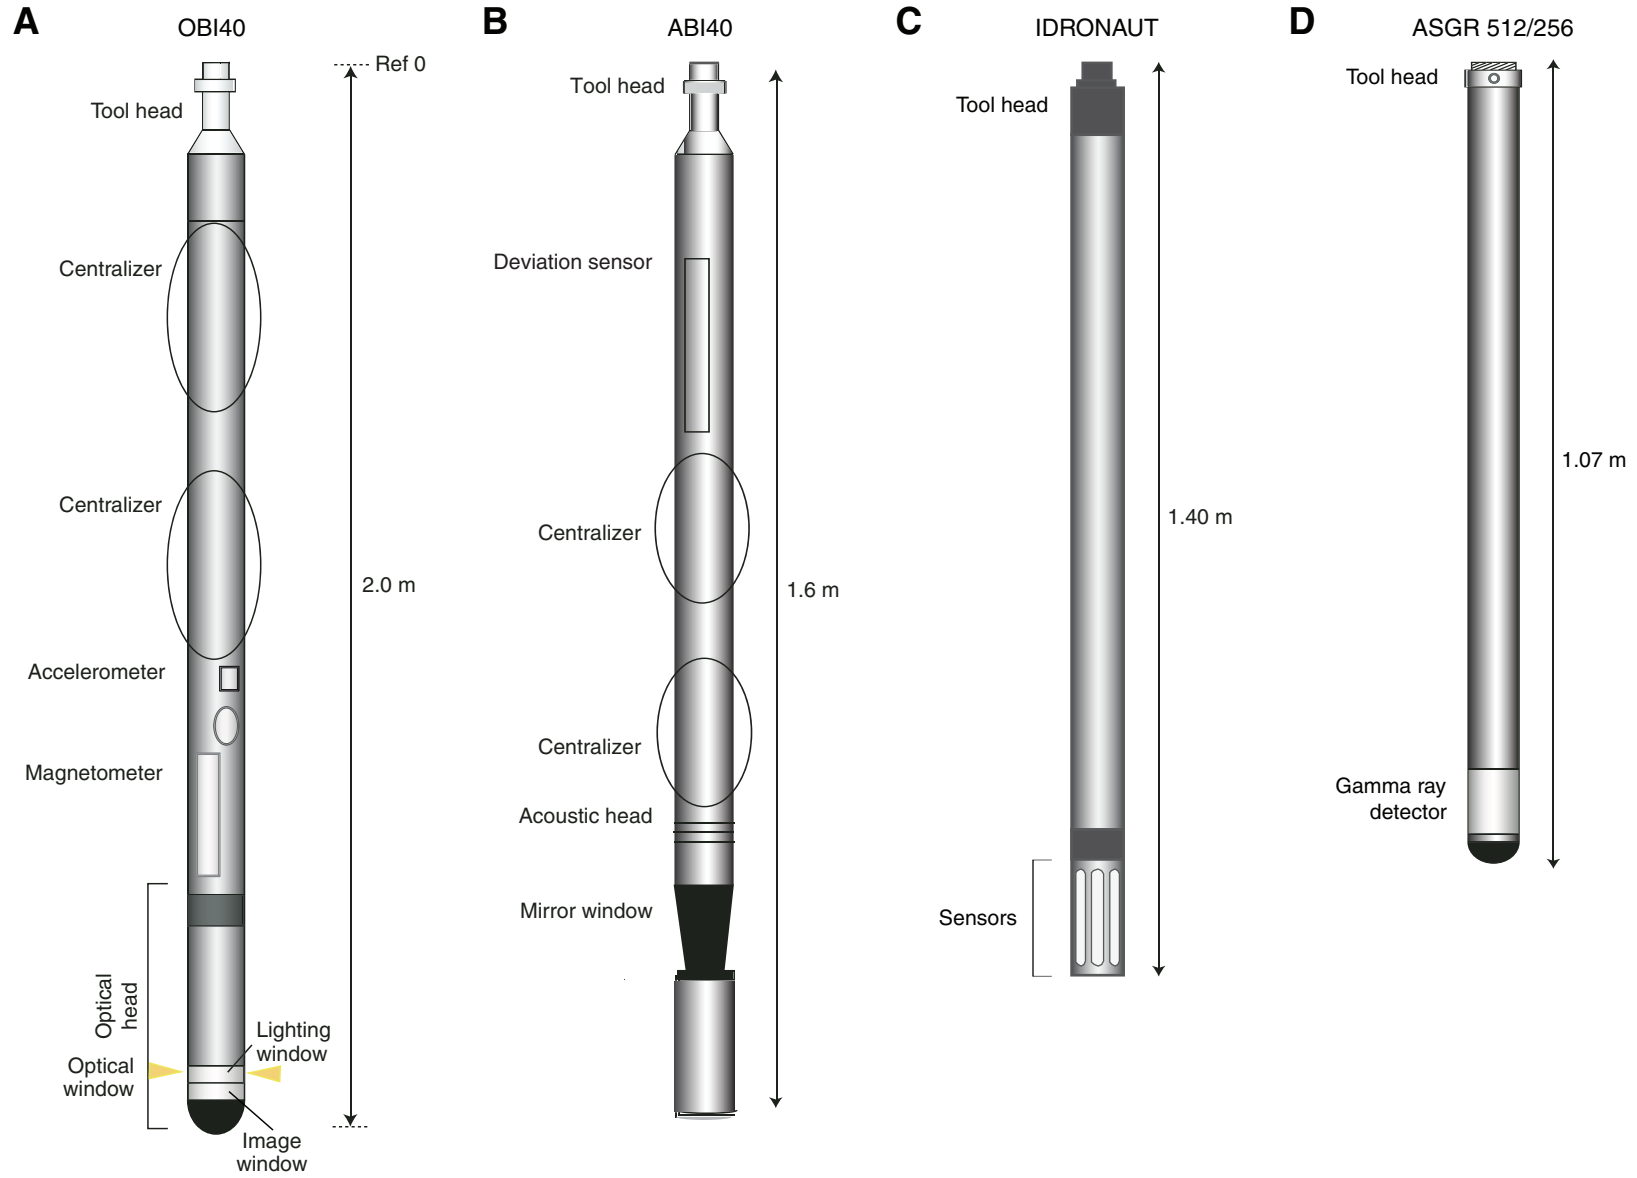 A
OBI40
Ref 0
Tool head
Centralizer
Centralizer
2.0 m
Accelerometer
Magnetometer
Optical
head
Lighting
window
Optical
window
Image
window
B
ABI40
Tool head
Deviation sensor
Centralizer
1.6 m
Centralizer
Acoustic head
Mirror window
C
IDRONAUT
Tool head
1.40 m
Sensors
D
ASGR 512/256
Tool head
1.07 m
Gamma ray
detector